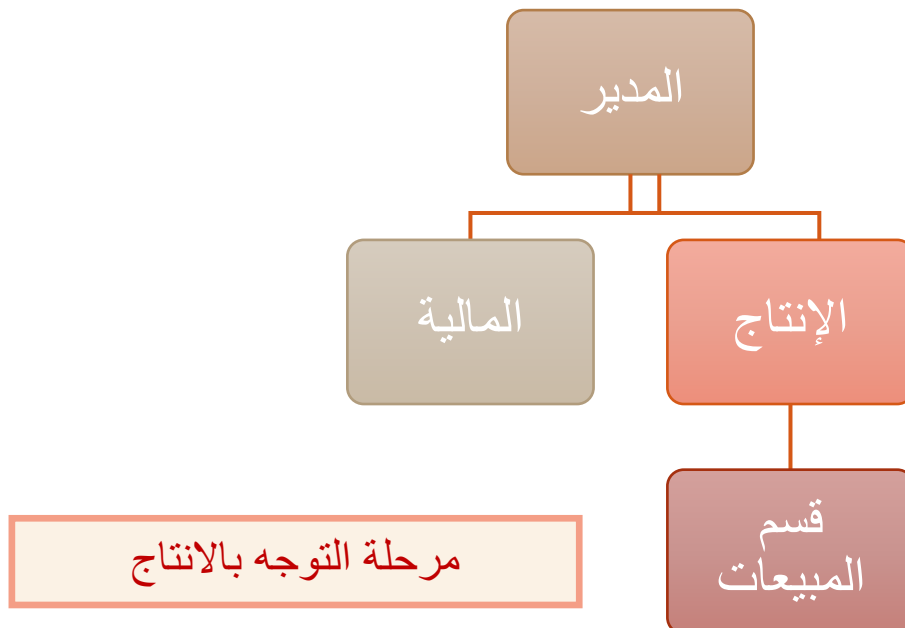 المدير
الإنتاج
المالية
قسم
المبيعات
مرحلة التوجه بالانتاج